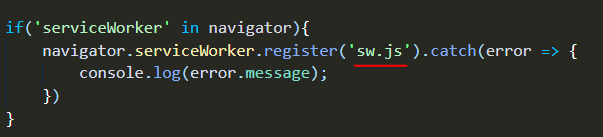 if('serviceWorker' in navigator){
    navigator.serviceWorker.register('sw.js').catch(error => {
        console.log(error.message);
    })
}